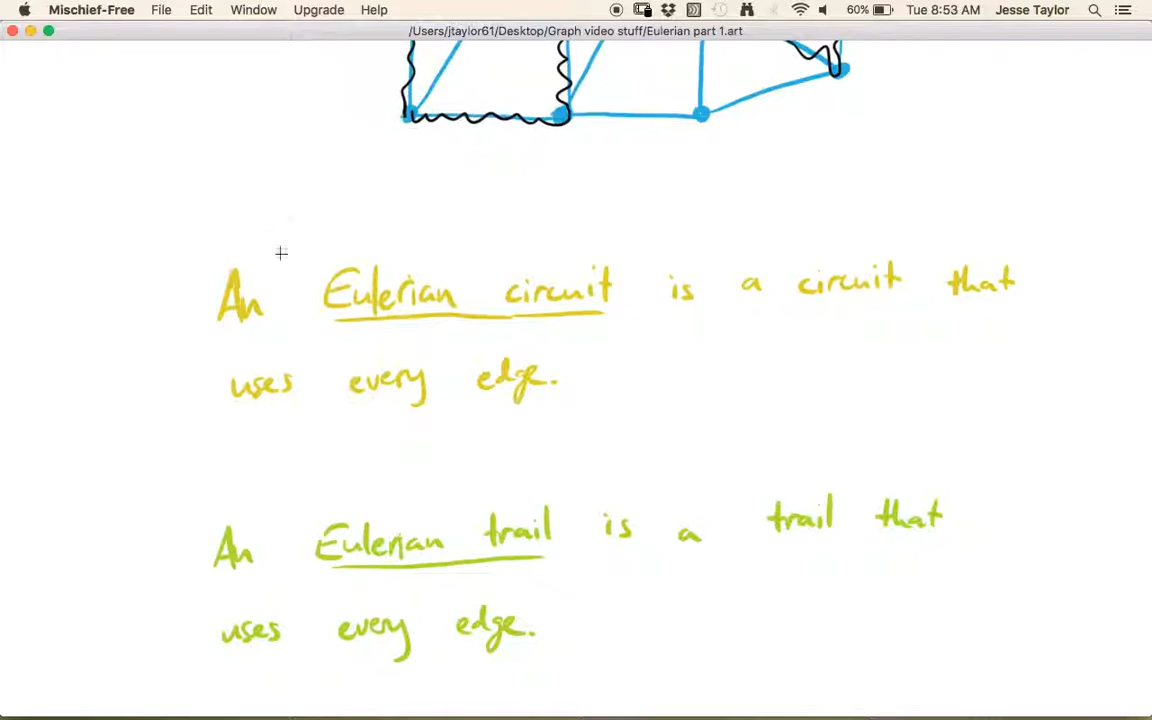 Mischief-Free File Edit Window Upgrade Help 60% Tue 8:53 AM Jesse Taylor
/Users/jtaylor61/Desktop/Graph video stuff/Eulerian part 1.art
An Eulerian circuit is a circuit that
uses every edge.
An Eulerian trail is a trail that
uses every edge.